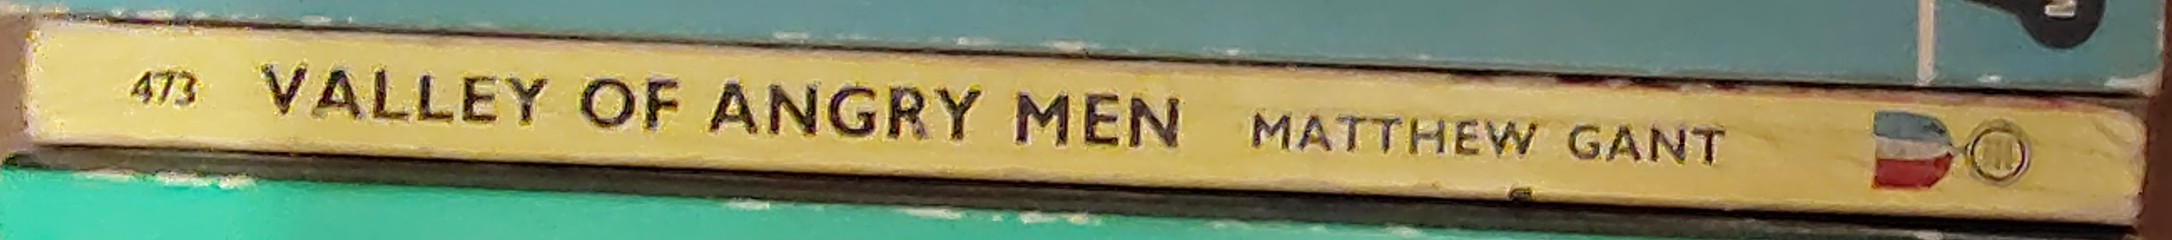 473 VALLEY OF ANGRY MEN MATTHEW GANT